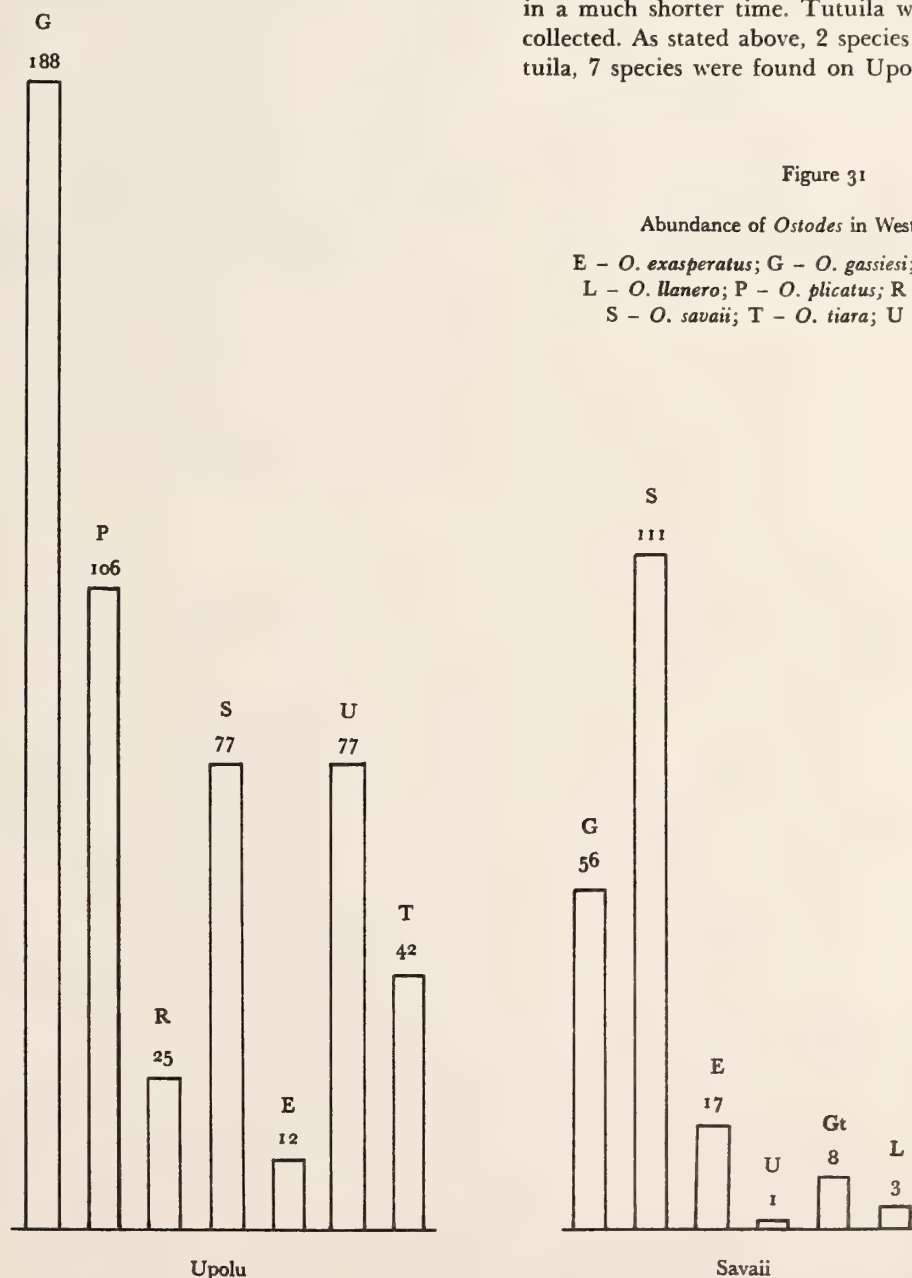 in a much shorter time. Tutuila w
collected. As stated above, 2 species
tuila, 7 species were found on Upo
Figure 31
Abundance of Ostodes in West
E – O. exasperatus; G – O. gassiesi;
L – O. llanero; P – O. plicatus; R
S – O. savaii; T – O. tiara; U
G
188
P
106
R
25
S
77
E
12
U
77
T
42
Upolu
G
56
S
111
E
17
U
1
Gt
8
L
3
Savaii